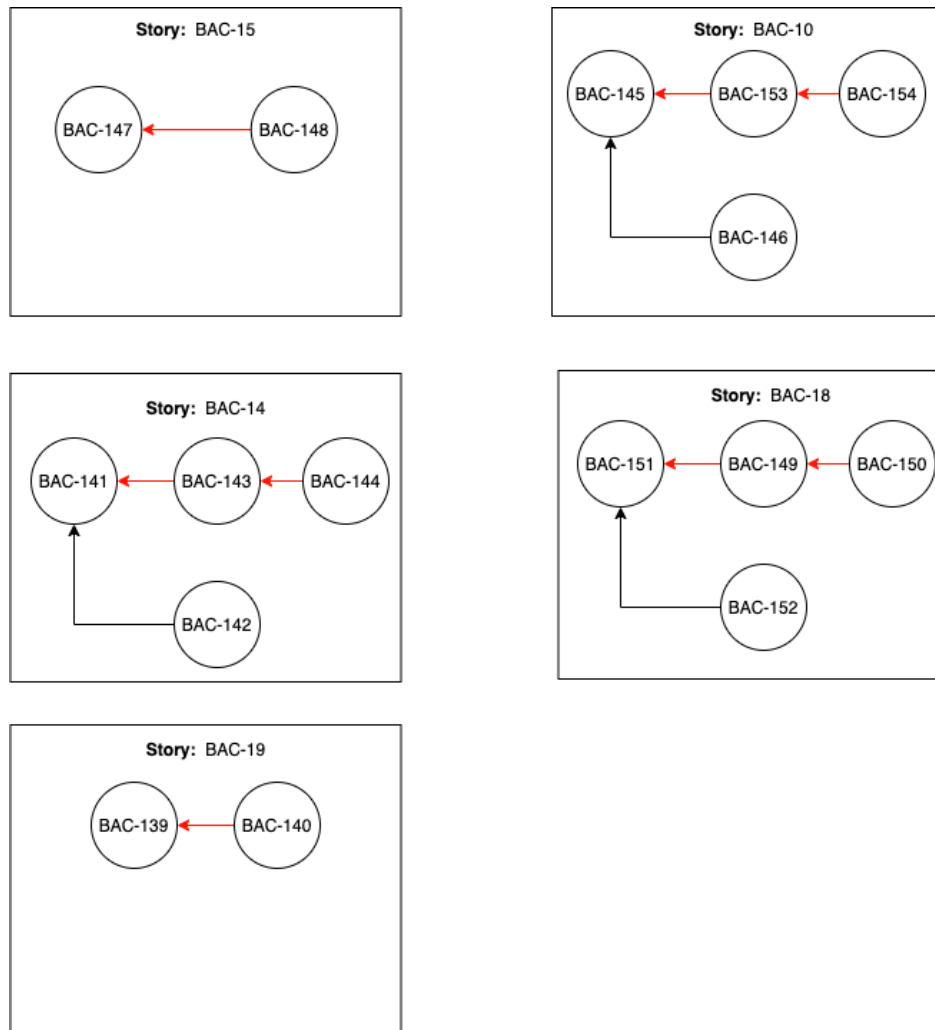 Story: BAC-15
BAC-147
BAC-148
Story: BAC-10
BAC-145
BAC-153
BAC-154
BAC-146
Story: BAC-14
BAC-141
BAC-143
BAC-144
BAC-142
Story: BAC-18
BAC-151
BAC-149
BAC-150
BAC-152
Story: BAC-19
BAC-139
BAC-140